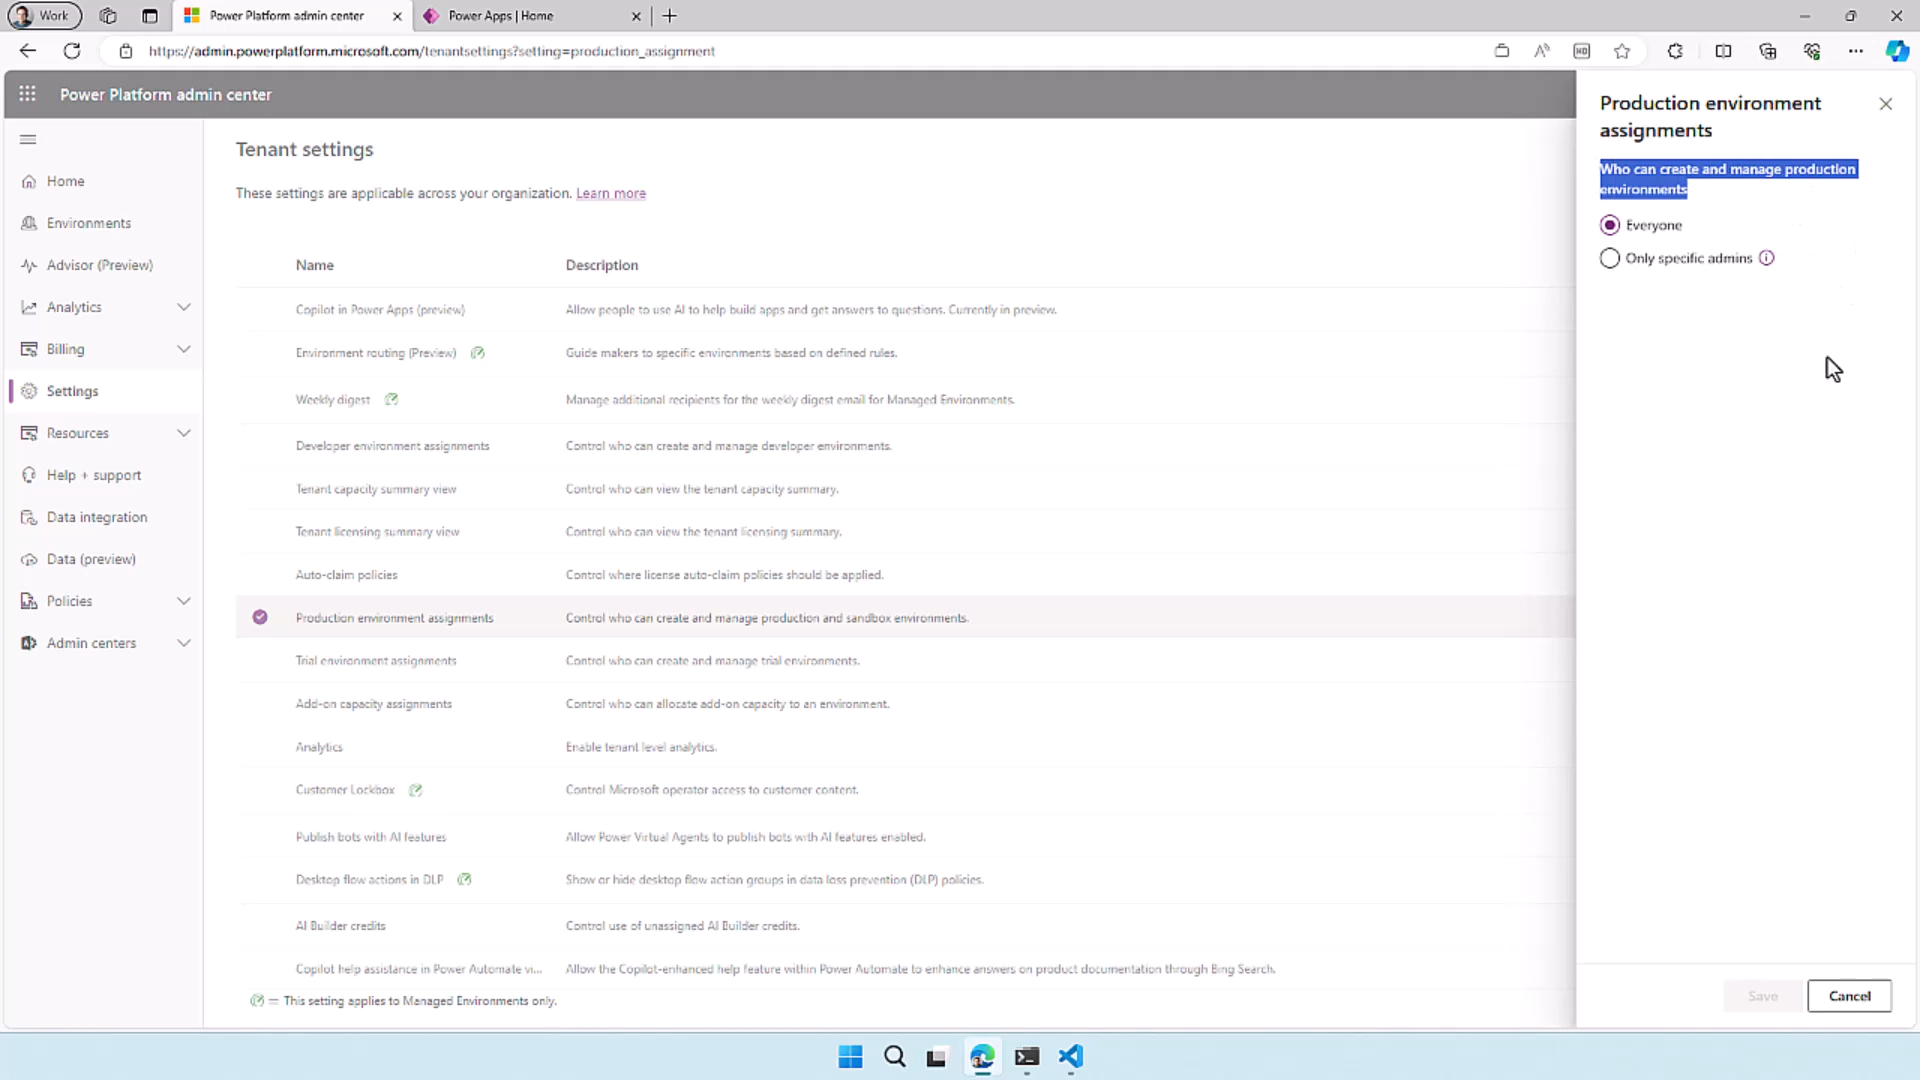 Work
Power Platform admin center
Power Apps | Home
https://admin.powerplatform.microsoft.com/tenantsettings?setting=production_assignment
Power Platform admin center
Home
Environments
Advisor (Preview)
Analytics
Billing
Settings
Resources
Help + support
Data integration
Data (preview)
Policies
Admin centers
Tenant settings
These settings are applicable across your organization. Learn more
Name Description
Copilot in Power Apps (preview) Allow people to use AI to help build apps and get answers to questions. Currently in preview.
Environment routing (Preview) Guide makers to specific environments based on defined rules.
Weekly digest Manage additional recipients for the weekly digest email for Managed Environments.
Developer environment assignments Control who can create and manage developer environments.
Tenant capacity summary view Control who can view the tenant capacity summary.
Tenant licensing summary view Control who can view the tenant licensing summary.
Auto-claim policies Control where license auto-claim policies should be applied.
Production environment assignments Control who can create and manage production and sandbox environments.
Trial environment assignments Control who can create and manage trial environments.
Add-on capacity assignments Control who can allocate add-on capacity to an environment.
Analytics Enable tenant level analytics.
Customer Lockbox Control Microsoft operator access to customer content.
Publish bots with AI features Allow Power Virtual Agents to publish bots with AI features enabled.
Desktop flow actions in DLP Show or hide desktop flow action groups in data loss prevention (DLP) policies.
AI Builder credits Control use of unassigned AI Builder credits.
Copilot help assistance in Power Automate vi... Allow the Copilot-enhanced help feature within Power Automate to enhance answers on product documentation through Bing Search.
= This setting applies to Managed Environments only.
Production environment
assignments
Who can create and manage production
environments
Everyone
Only specific admins
Save
Cancel